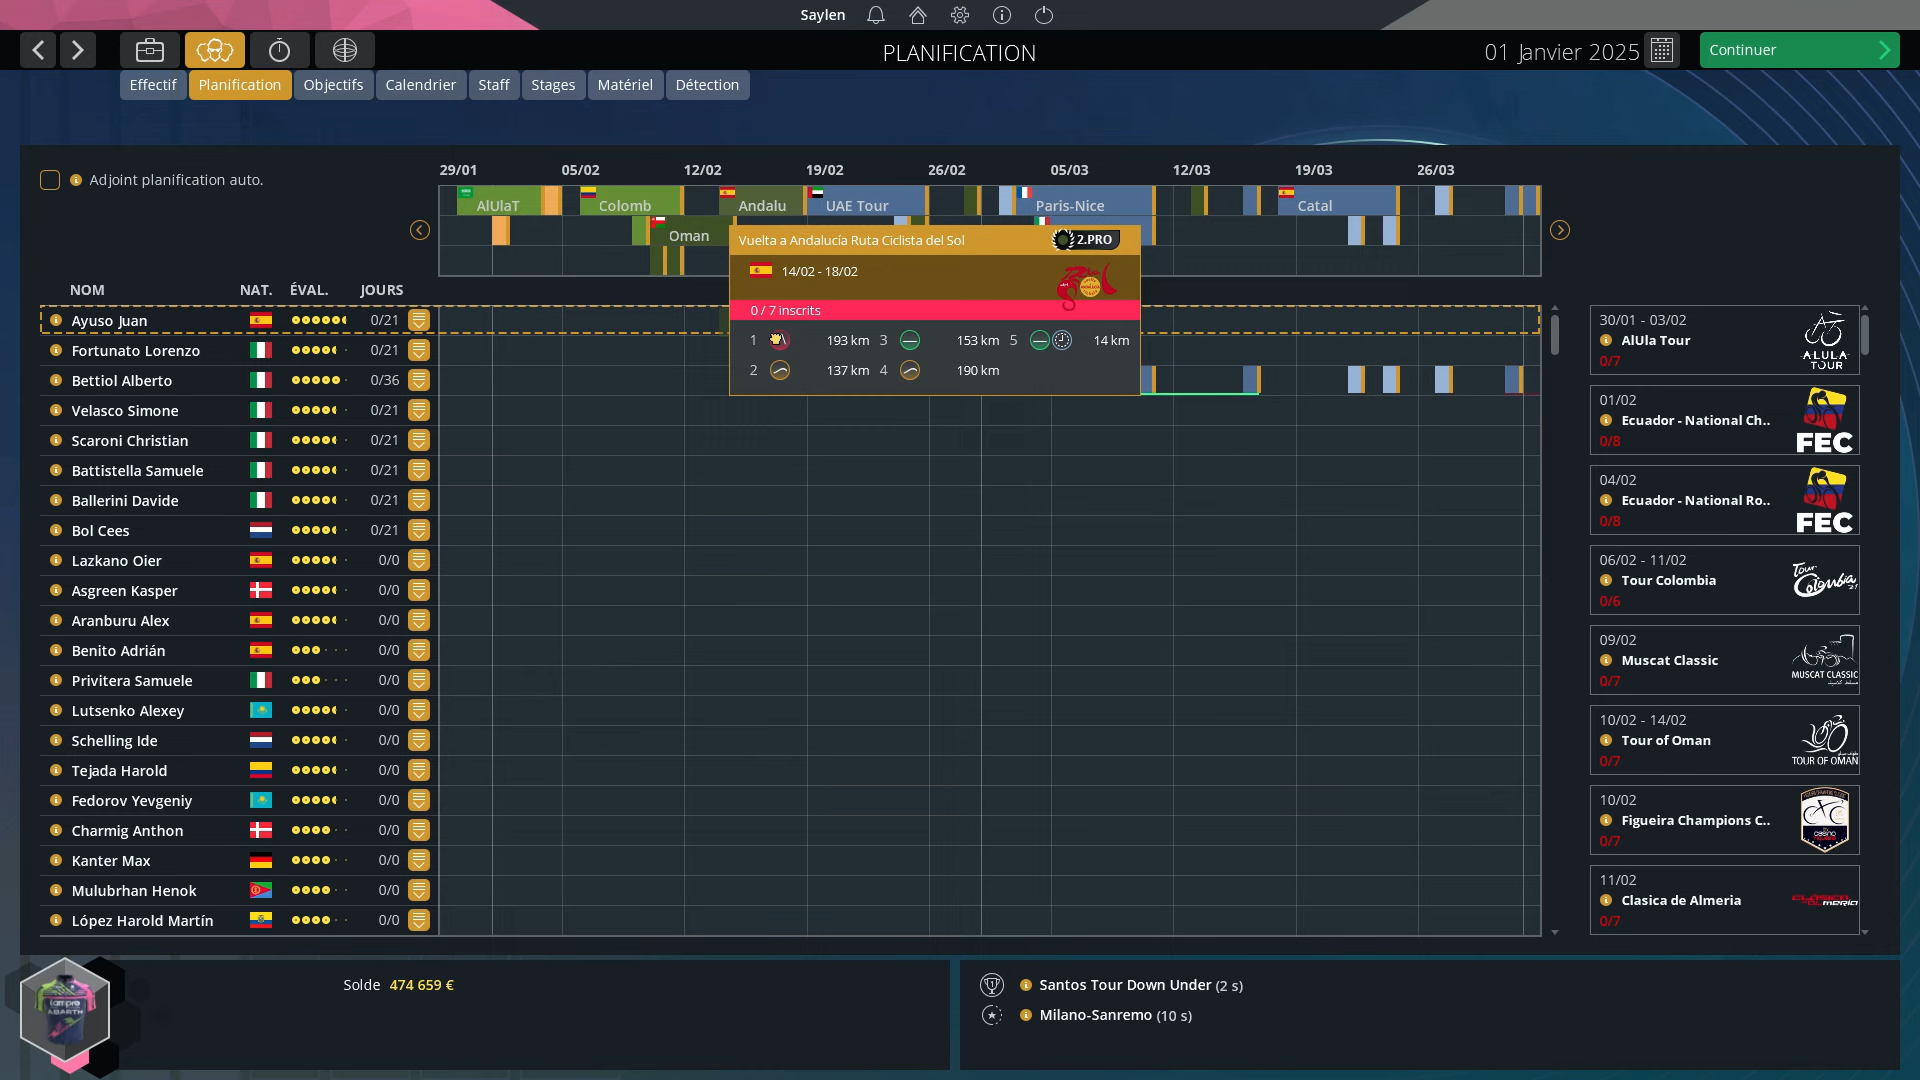 Saylen
PLANIFICATION
01 Janvier 2025
Continuer
Effectif
Planification
Objectifs
Calendrier
Staff
Stages
Matériel
Détection
Adjoint planification auto.
29/01
05/02
12/02
19/02
26/02
05/03
12/03
19/03
26/03
AlUlaT
Colomb
Andalu
UAE Tour
Paris-Nice
Catal
Oman
Vuelta a Andalucía Ruta Ciclista del Sol
2.PRO
14/02 - 18/02
0 / 7 inscrits
1 193 km 3 153 km 5 14 km
2 137 km 4 190 km
NOM NAT. ÉVAL. JOURS
Ayuso Juan 0/21
Fortunato Lorenzo 0/21
Bettiol Alberto 0/36
Velasco Simone 0/21
Scaroni Christian 0/21
Battistella Samuele 0/21
Ballerini Davide 0/21
Bol Cees 0/21
Lazkano Oier 0/0
Asgreen Kasper 0/0
Aranburu Alex 0/0
Benito Adrián 0/0
Privitera Samuele 0/0
Lutsenko Alexey 0/0
Schelling Ide 0/0
Tejada Harold 0/0
Fedorov Yevgeniy 0/0
Charmig Anthon 0/0
Kanter Max 0/0
Mulubrhan Henok 0/0
López Harold Martín 0/0
30/01 - 03/02
AlUla Tour
0/7
ALULA
TOUR
01/02
Ecuador - National Ch..
0/8
FEC
04/02
Ecuador - National Ro..
0/8
FEC
06/02 - 11/02
Tour Colombia
0/6
Tour Colombia 2.1
09/02
Muscat Classic
0/7
MUSCAT CLASSIC
10/02 - 14/02
Tour of Oman
0/7
TOUR OF OMAN
10/02
Figueira Champions C..
0/7
casino
11/02
Clasica de Almeria
0/7
CLÁSICA
ALMERIA
Solde 474 659 €
Santos Tour Down Under (2 s)
Milano-Sanremo (10 s)
lampre
ABARTH